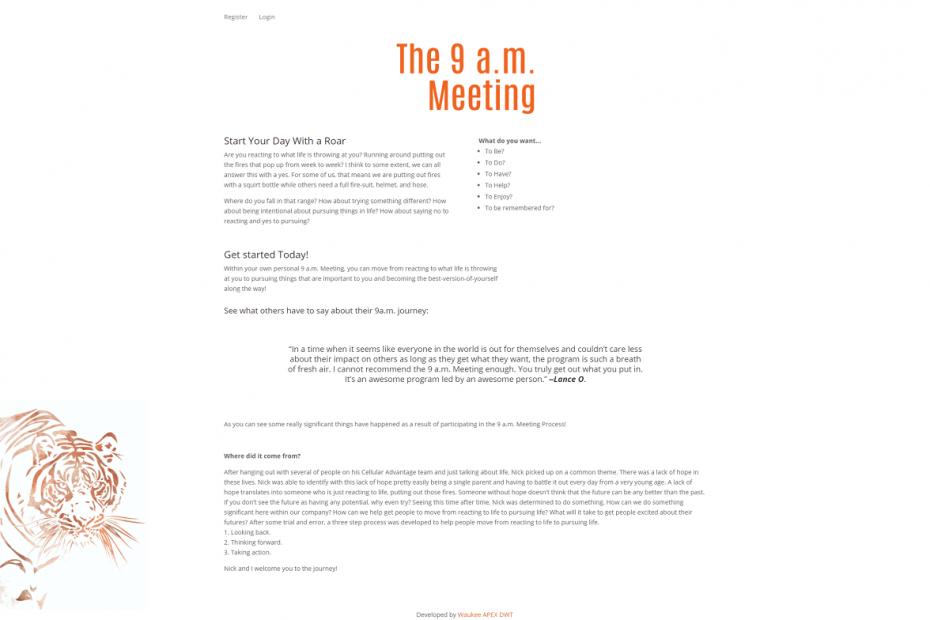 Register Login
The 9 a.m.
Meeting
Start Your Day With a Roar
Are you reacting to what life is throwing at you? Running around putting out
the fires that pop up from week to week? I think to some extent, we can all
answer this with a yes. For some of us, that means we are putting out fires
with a squirt bottle while others need a full fire-suit, helmet, and hose.
Where do you fall in that range? How about trying something different? How
about being intentional about pursuing things in life? How about saying no to
reacting and yes to pursuing?
What do you want...
To Be?
To Do?
To Have?
To Help?
To Enjoy?
To be remembered for?
Get started Today!
Within your own personal 9 a.m. Meeting, you can move from reacting to what life is throwing
at you to pursuing things that are important to you and becoming the best-version-of-yourself
along the way!
See what others have to say about their 9a.m. journey:
“In a time when it seems like everyone in the world is out for themselves and couldn’t care less
about their impact on others as long as they get what they want, the program is such a breath
of fresh air. I cannot recommend the 9 a.m. Meeting enough. You truly get out what you put in.
It’s an awesome program led by an awesome person.” –Lance O.
As you can see some really significant things have happened as a result of participating in the 9 a.m. Meeting Process!
Where did it come from?
After hanging out with several of people on his Cellular Advantage team and just talking about life, Nick picked up on a common theme. There was a lack of hope in
these lives. Nick was able to identify with this lack of hope pretty easily being a single parent and having to battle it out every day from a very young age. A lack of
hope translates into someone who is just reacting to life, putting out those fires. Someone without hope doesn't think that the future can be any better than the past.
If you don't see the future as having any potential, why even try? Seeing this time after time, Nick was determined to do something. How can we do something
significant here within our company? How can we help get people to move from reacting to life to pursuing life? What will it take to get people excited about their
futures? After some trial and error, a three step process was developed to help people move from reacting to life to pursuing life.
1. Looking back.
2. Thinking forward.
3. Taking action.
Nick and I welcome you to the journey!
Developed by Waukee APEX DWT